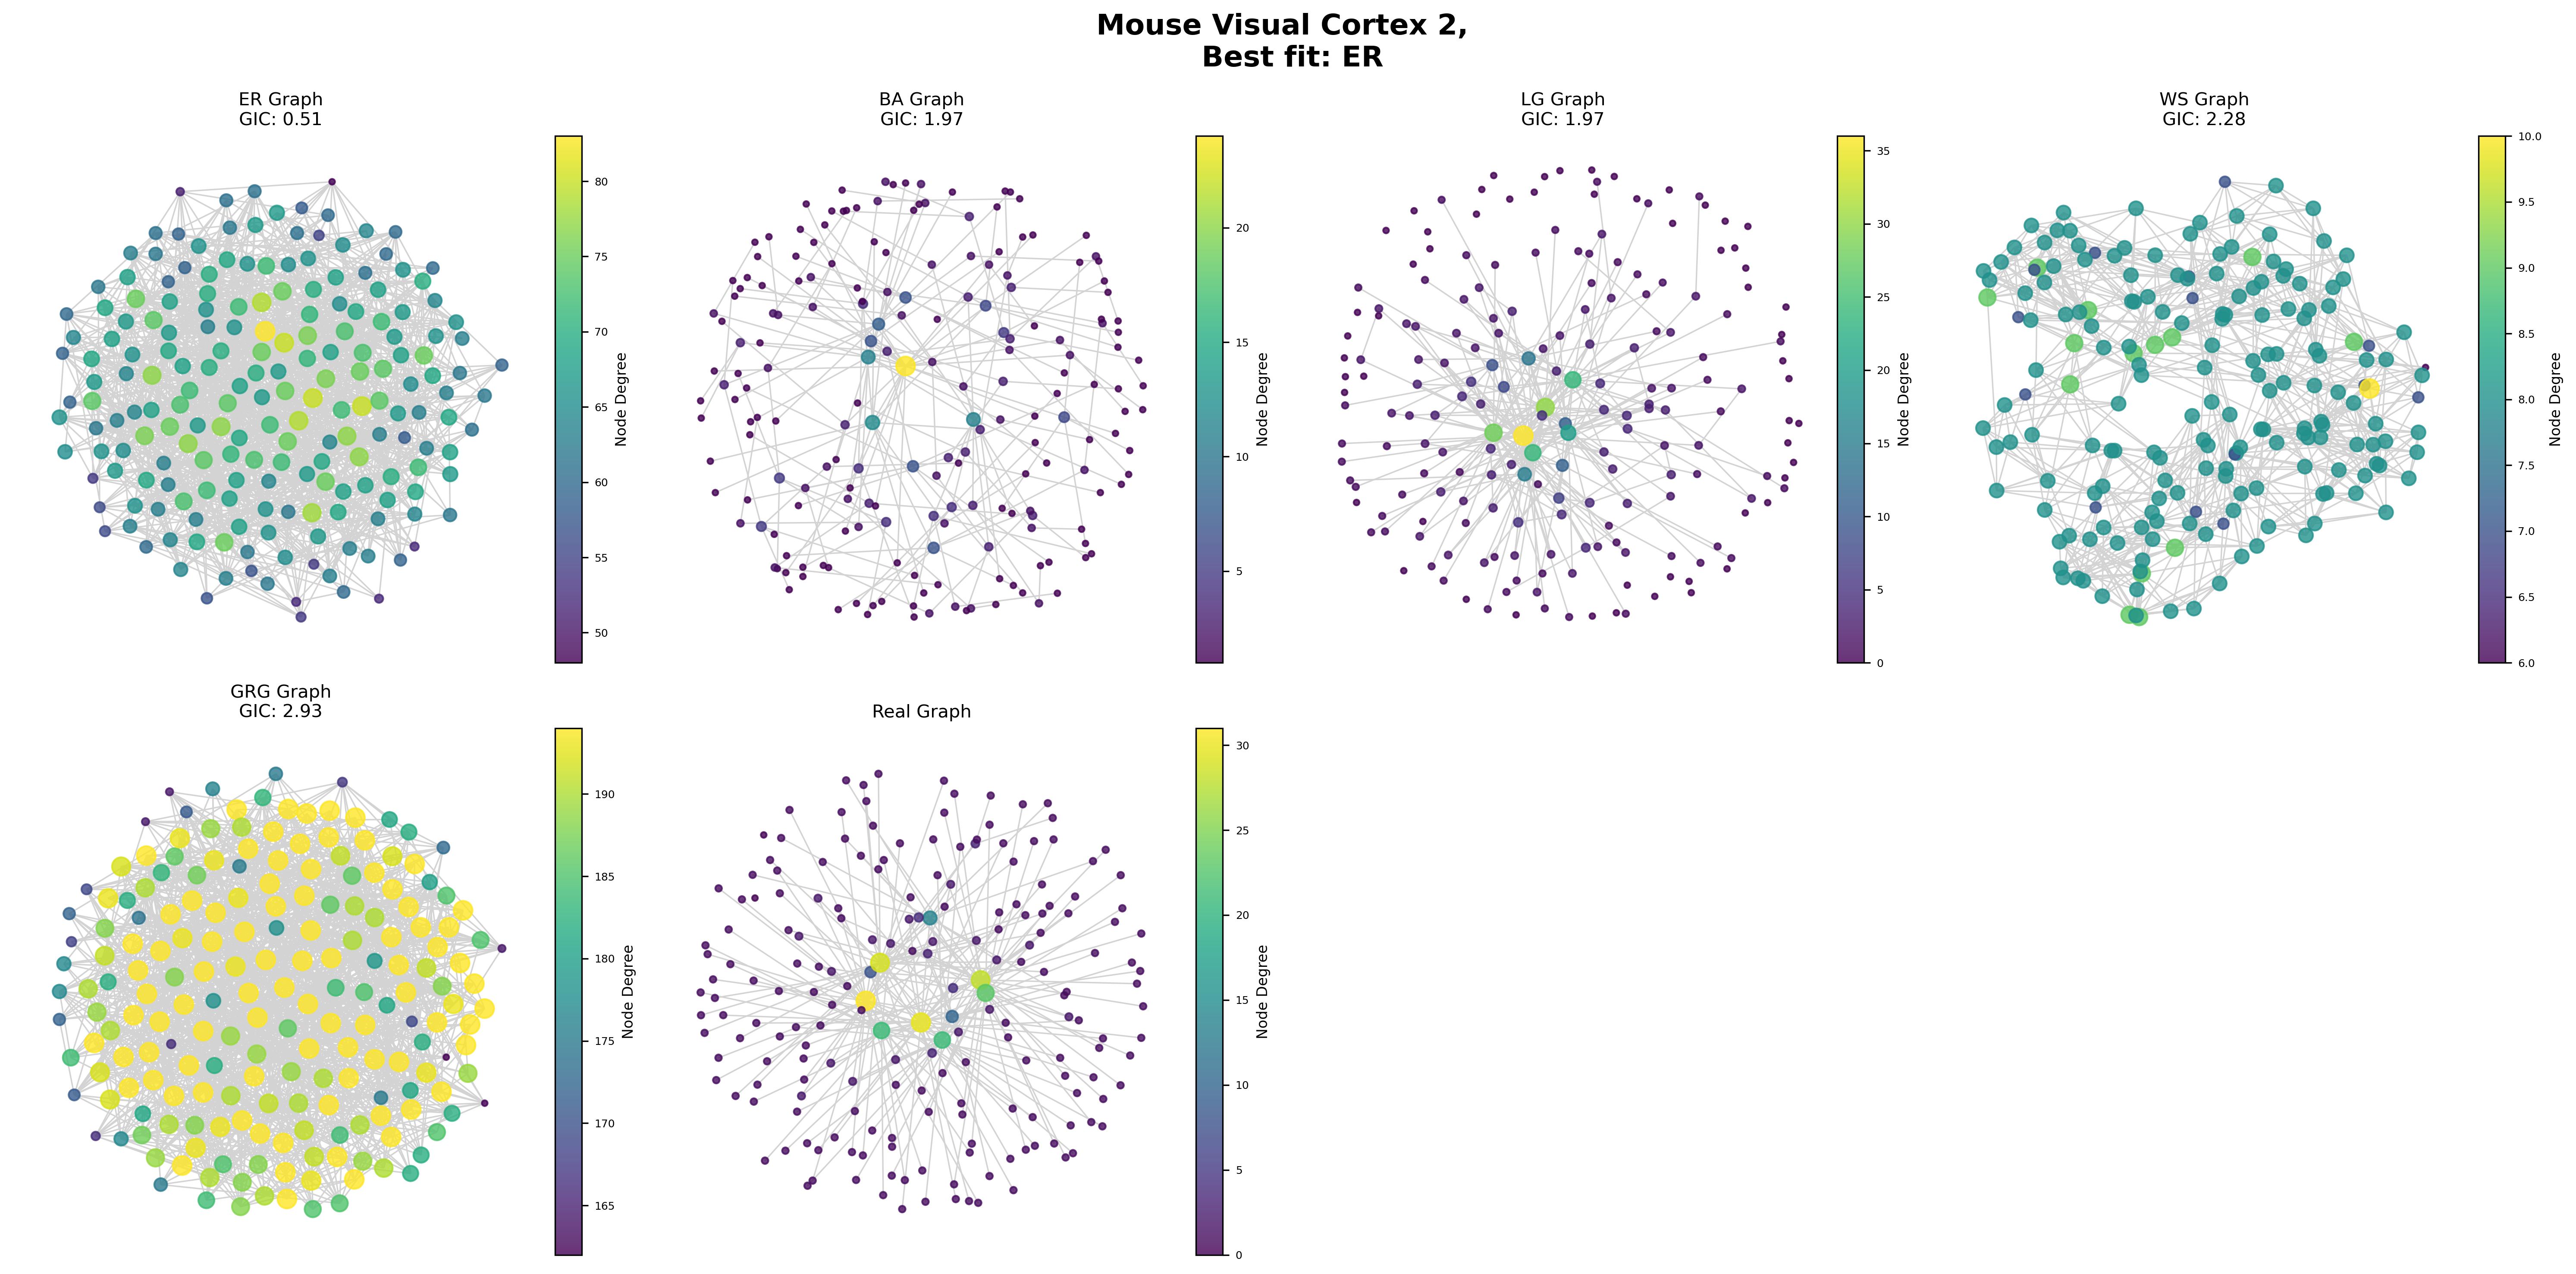 Mouse Visual Cortex 2,
Best fit: ER
ER Graph
GIC: 0.51
80
75
70
65
60
55
50
Node Degree
BA Graph
GIC: 1.97
20
15
10
5
Node Degree
LG Graph
GIC: 1.97
35
30
25
20
15
10
5
0
Node Degree
WS Graph
GIC: 2.28
10.0
9.5
9.0
8.5
8.0
7.5
7.0
6.5
6.0
Node Degree
GRG Graph
GIC: 2.93
190
185
180
175
170
165
Node Degree
Real Graph
30
25
20
15
10
5
0
Node Degree